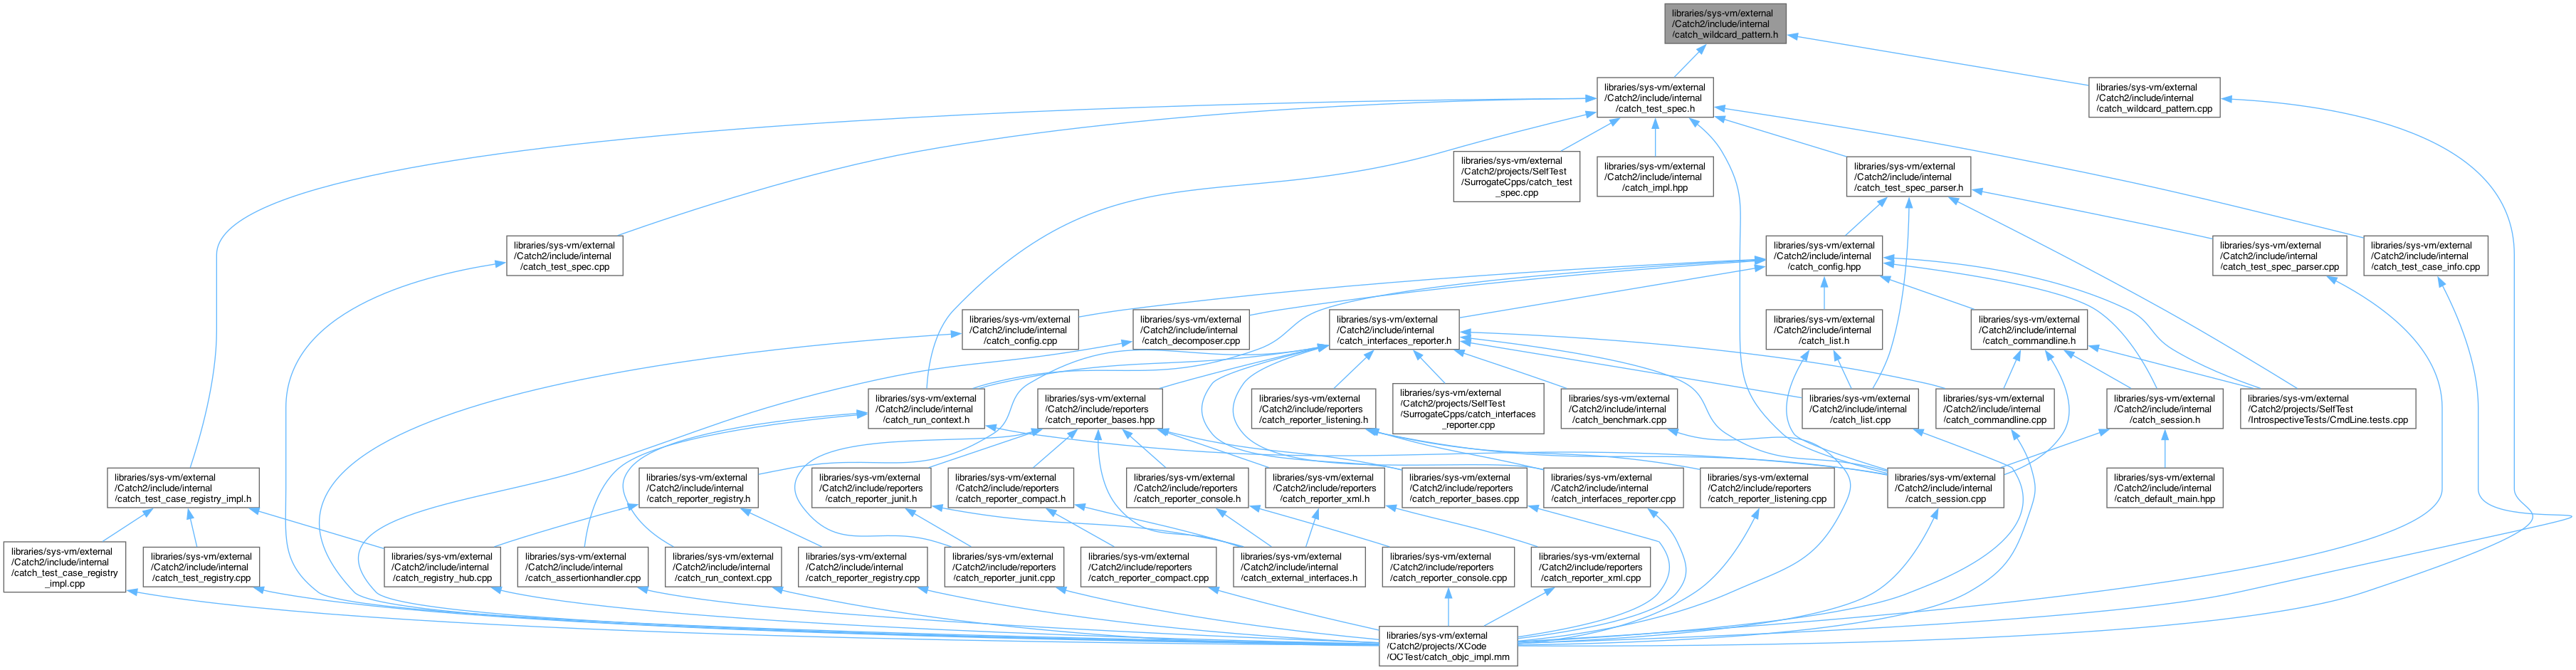 libraries/sys-vm/external
/Catch2/include/internal
/catch_wildcard_pattern.h
libraries/sys-vm/external
/Catch2/include/internal
/catch_test_spec.h
libraries/sys-vm/external
/Catch2/include/internal
/catch_wildcard_pattern.cpp
libraries/sys-vm/external
/Catch2/projects/SelfTest
/SurrogateCpps/catch_test
_spec.cpp
libraries/sys-vm/external
/Catch2/include/internal
/catch_impl.hpp
libraries/sys-vm/external
/Catch2/include/internal
/catch_test_spec_parser.h
libraries/sys-vm/external
/Catch2/include/internal
/catch_test_spec.cpp
libraries/sys-vm/external
/Catch2/include/internal
/catch_config.hpp
libraries/sys-vm/external
/Catch2/include/internal
/catch_test_spec_parser.cpp
libraries/sys-vm/external
/Catch2/include/internal
/catch_test_case_info.cpp
libraries/sys-vm/external
/Catch2/include/internal
/catch_config.cpp
libraries/sys-vm/external
/Catch2/include/internal
/catch_decomposer.cpp
libraries/sys-vm/external
/Catch2/include/internal
/catch_interfaces_reporter.h
libraries/sys-vm/external
/Catch2/include/internal
/catch_list.h
libraries/sys-vm/external
/Catch2/include/internal
/catch_commandline.h
libraries/sys-vm/external
/Catch2/include/internal
/catch_run_context.h
libraries/sys-vm/external
/Catch2/include/reporters
/catch_reporter_bases.hpp
libraries/sys-vm/external
/Catch2/include/reporters
/catch_reporter_listening.h
libraries/sys-vm/external
/Catch2/projects/SelfTest
/SurrogateCpps/catch_interfaces
_reporter.cpp
libraries/sys-vm/external
/Catch2/include/internal
/catch_benchmark.cpp
libraries/sys-vm/external
/Catch2/include/internal
/catch_list.cpp
libraries/sys-vm/external
/Catch2/include/internal
/catch_commandline.cpp
libraries/sys-vm/external
/Catch2/include/internal
/catch_session.h
libraries/sys-vm/external
/Catch2/projects/SelfTest
/IntrospectiveTests/CmdLine.tests.cpp
libraries/sys-vm/external
/Catch2/include/internal
/catch_test_case_registry_impl.h
libraries/sys-vm/external
/Catch2/include/internal
/catch_reporter_registry.h
libraries/sys-vm/external
/Catch2/include/reporters
/catch_reporter_junit.h
libraries/sys-vm/external
/Catch2/include/reporters
/catch_reporter_compact.h
libraries/sys-vm/external
/Catch2/include/reporters
/catch_reporter_console.h
libraries/sys-vm/external
/Catch2/include/reporters
/catch_reporter_xml.h
libraries/sys-vm/external
/Catch2/include/reporters
/catch_reporter_bases.cpp
libraries/sys-vm/external
/Catch2/include/internal
/catch_interfaces_reporter.cpp
libraries/sys-vm/external
/Catch2/include/reporters
/catch_reporter_listening.cpp
libraries/sys-vm/external
/Catch2/include/internal
/catch_session.cpp
libraries/sys-vm/external
/Catch2/include/internal
/catch_default_main.hpp
libraries/sys-vm/external
/Catch2/include/internal
/catch_test_case_registry
_impl.cpp
libraries/sys-vm/external
/Catch2/include/internal
/catch_test_registry.cpp
libraries/sys-vm/external
/Catch2/include/internal
/catch_registry_hub.cpp
libraries/sys-vm/external
/Catch2/include/internal
/catch_assertionhandler.cpp
libraries/sys-vm/external
/Catch2/include/internal
/catch_run_context.cpp
libraries/sys-vm/external
/Catch2/include/internal
/catch_reporter_registry.cpp
libraries/sys-vm/external
/Catch2/include/reporters
/catch_reporter_junit.cpp
libraries/sys-vm/external
/Catch2/include/reporters
/catch_reporter_compact.cpp
libraries/sys-vm/external
/Catch2/include/internal
/catch_external_interfaces.h
libraries/sys-vm/external
/Catch2/include/reporters
/catch_reporter_console.cpp
libraries/sys-vm/external
/Catch2/include/reporters
/catch_reporter_xml.cpp
libraries/sys-vm/external
/Catch2/projects/XCode
/OCTest/catch_objc_impl.mm